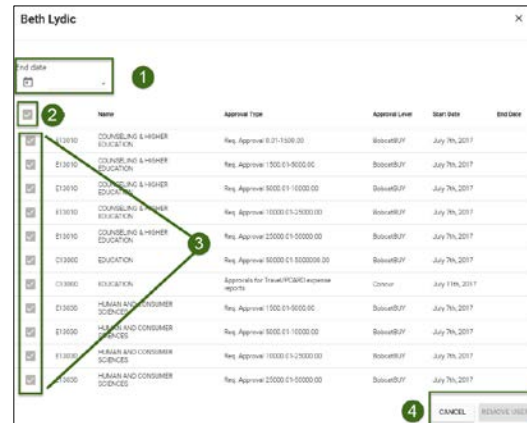 Beth Lydic
×
End date
1
2
Name Approval Type Approval Level Start Date End Date
E13010 COUNSELING & HIGHER EDUCATION Req. Approval 0.01-1500.00 BobcatBUY July 7th, 2017
E13010 COUNSELING & HIGHER EDUCATION Req. Approval 1500.01-5000.00 BobcatBUY July 7th, 2017
E13010 COUNSELING & HIGHER EDUCATION Req. Approval 5000.01-10000.00 BobcatBUY July 7th, 2017
E13010 COUNSELING & HIGHER EDUCATION Req. Approval 10000.01-25000.00 BobcatBUY July 7th, 2017
E13010 COUNSELING & HIGHER EDUCATION Req. Approval 25000.01-50000.00 BobcatBUY July 7th, 2017
3
EDUCATION Req. Approval 50000.01-5000000.00 BobcatBUY July 7th, 2017
EDUCATION Approvals for Travel/PCARD expense reports Concur July 11th, 2017
E13030 HUMAN AND CONSUMER SCIENCES Req. Approval 1500.01-5000.00 BobcatBUY July 7th, 2017
E13030 HUMAN AND CONSUMER SCIENCES Req. Approval 5000.01-10000.00 BobcatBUY July 7th, 2017
E13030 HUMAN AND CONSUMER SCIENCES Req. Approval 10000.01-25000.00 BobcatBUY July 7th, 2017
E13030 HUMAN AND CONSUMER SCIENCES Req. Approval 25000.01-50000.00 BobcatBUY July 7th, 2017
4
CANCEL REMOVE USER